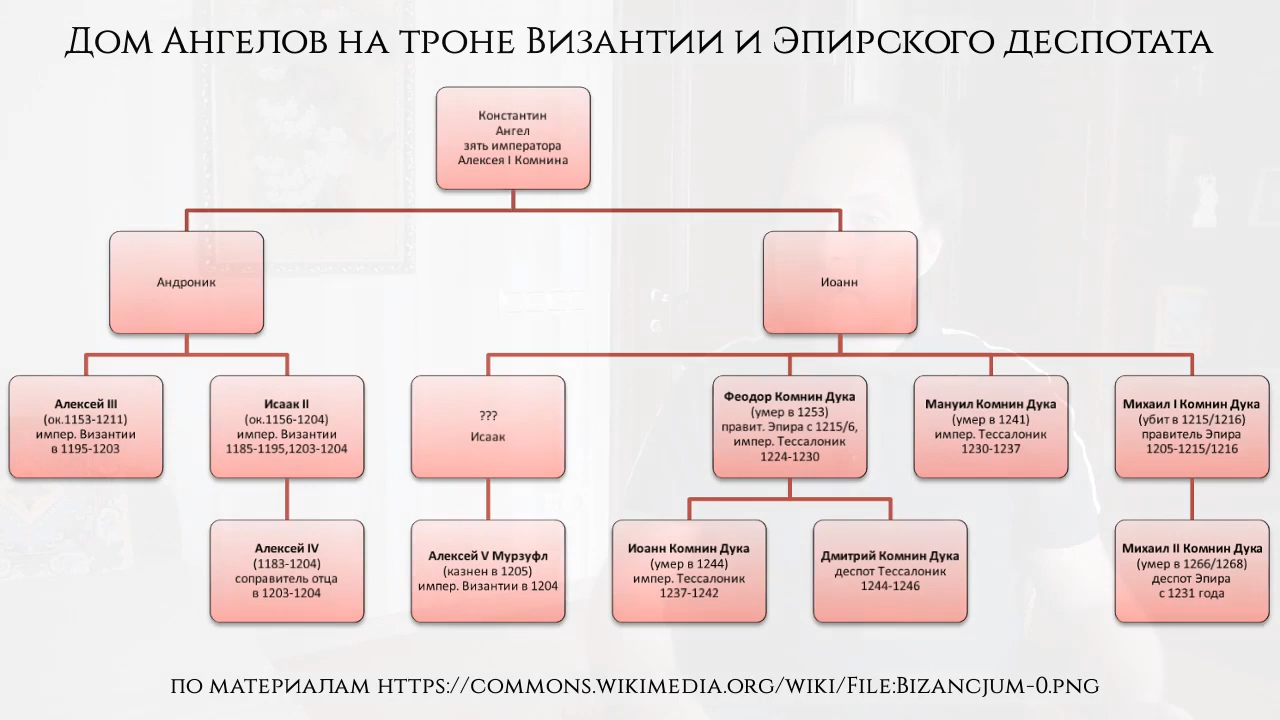 Дом Ангелов на троне Византии и Эпирского деспотата
Константин
Ангел
зять императора
Алексея I Комнина
Андроник
Иоанн
Алексей III
(ок.1153-1211)
импер. Византии
в 1195-1203
Исаак II
(ок.1156-1204)
импер. Византии
1185-1195,1203-1204
???
Исаак
Феодор Комнин Дука
(умер в 1253)
правит. Эпира с 1215/6,
импер. Тессалоник
1224-1230
Мануил Комнин Дука
(умер в 1241)
импер. Тессалоник
1230-1237
Михаил I Комнин Дука
(убит в 1215/1216)
правитель Эпира
1205-1215/1216
Алексей IV
(1183-1204)
соправитель отца
в 1203-1204
Алексей V Мурзуфл
(казнен в 1205)
импер. Византии в 1204
Иоанн Комнин Дука
(умер в 1244)
импер. Тессалоник
1237-1242
Дмитрий Комнин Дука
деспот Тессалоник
1244-1246
Михаил II Комнин Дука
(умер в 1266/1268)
деспот Эпира
с 1231 года
по материалам https://commons.wikimedia.org/wiki/File:Bizancjum-0.png